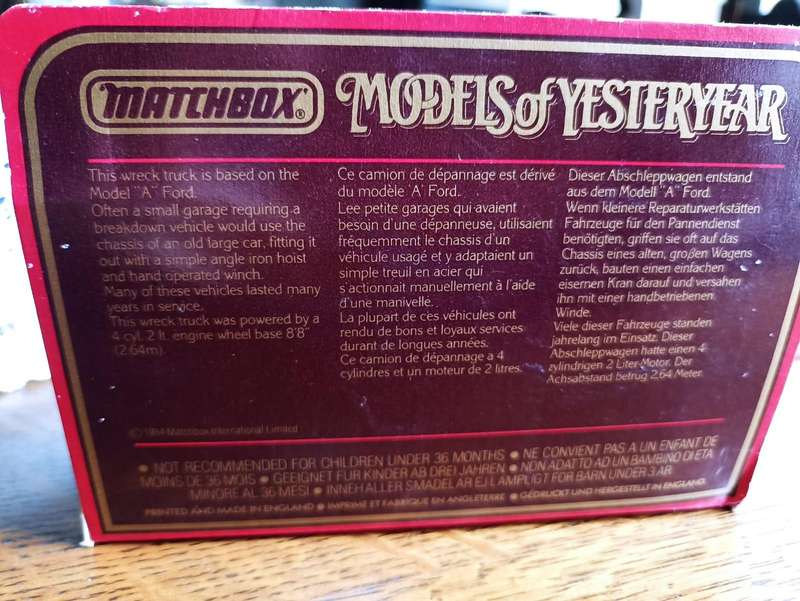 MATCHBOX®
MODELS of YESTERYEAR
This wreck truck is based on the
Model "A" Ford.
Often a small garage requiring a
breakdown vehicle would use the
chassis of an old large car, fitting it
out with a simple angle iron hoist
and hand operated winch.
Many of these vehicles lasted many
years in service.
This wreck truck was powered by a
4 cyl. 2 lt. engine wheel base 8'8"
(2.64m).
Ce camion de dépannage est dérivé
du modèle 'A' Ford.
Lee petite garages qui avaient
besoin d'une dépanneuse, utilisaient
fréquemment le chassis d'un
véhicule usagé et y adaptaient un
simple treuil en acier qui
s'actionnait manuellement à l'aide
d'une manivelle.
La plupart de ces véhicules ont
rendu de bons et loyaux services
durant de longues années.
Ce camion de dépannage a 4
cylindres et un moteur de 2 litres.
Dieser Abschleppwagen entstand
aus dem Modell "A" Ford.
Wenn kleinere Reparaturwerkstätten
Fahrzeuge für den Pannendienst
benötigten, griffen sie oft auf das
Chassis eines alten, großen Wagens
zurück, bauten einen einfachen
eisernen Kran darauf und versahen
ihn mit einer handbetriebenen
Winde.
Viele dieser Fahrzeuge standen
jahrelang im Einsatz. Dieser
Abschleppwagen hatte einen 4
zylindrigen 2 Liter-Motor. Der
Achsabstand betrug 2,64 Meter.
© 1984 Matchbox International Limited
• NOT RECOMMENDED FOR CHILDREN UNDER 36 MONTHS • NE CONVIENT PAS A UN ENFANT DE
MOINS DE 36 MOIS • GEEIGNET FUR KINDER AB DREI JAHREN • NON ADATTO AD UN BAMBINO DI ETA
MINORE AL 36 MESI • INNEHALLER SMADELAR EJ LAMPLIGT FOR BARN UNDER 3 AR
PRINTED AND MADE IN ENGLAND • IMPRIME ET FABRIQUE EN ANGLETERRE • GEDRUCKT UND HERGESTELLT IN ENGLAND.